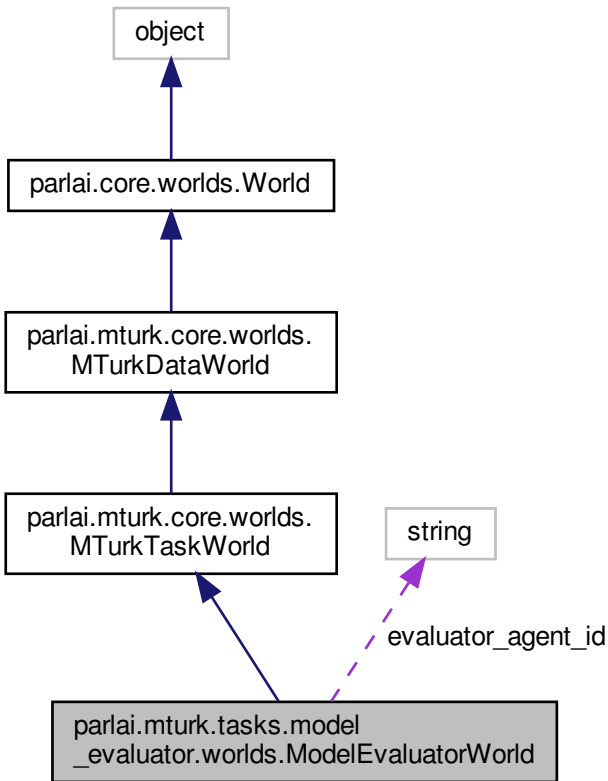 object
parlai.core.worlds.World
parlai.mturk.core.worlds.
MTurkDataWorld
parlai.mturk.core.worlds.
MTurkTaskWorld
string
evaluator_agent_id
parlai.mturk.tasks.model
_evaluator.worlds.ModelEvaluatorWorld